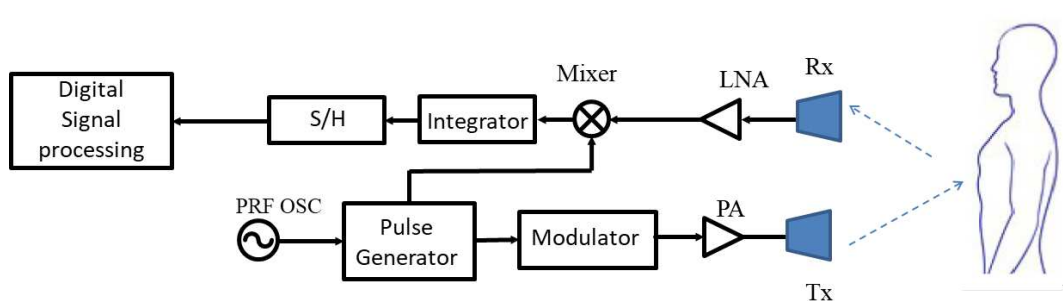 Digital
Signal
processing
S/H
Integrator
Mixer
LNA
Rx
PRF OSC
Pulse
Generator
Modulator
PA
Tx